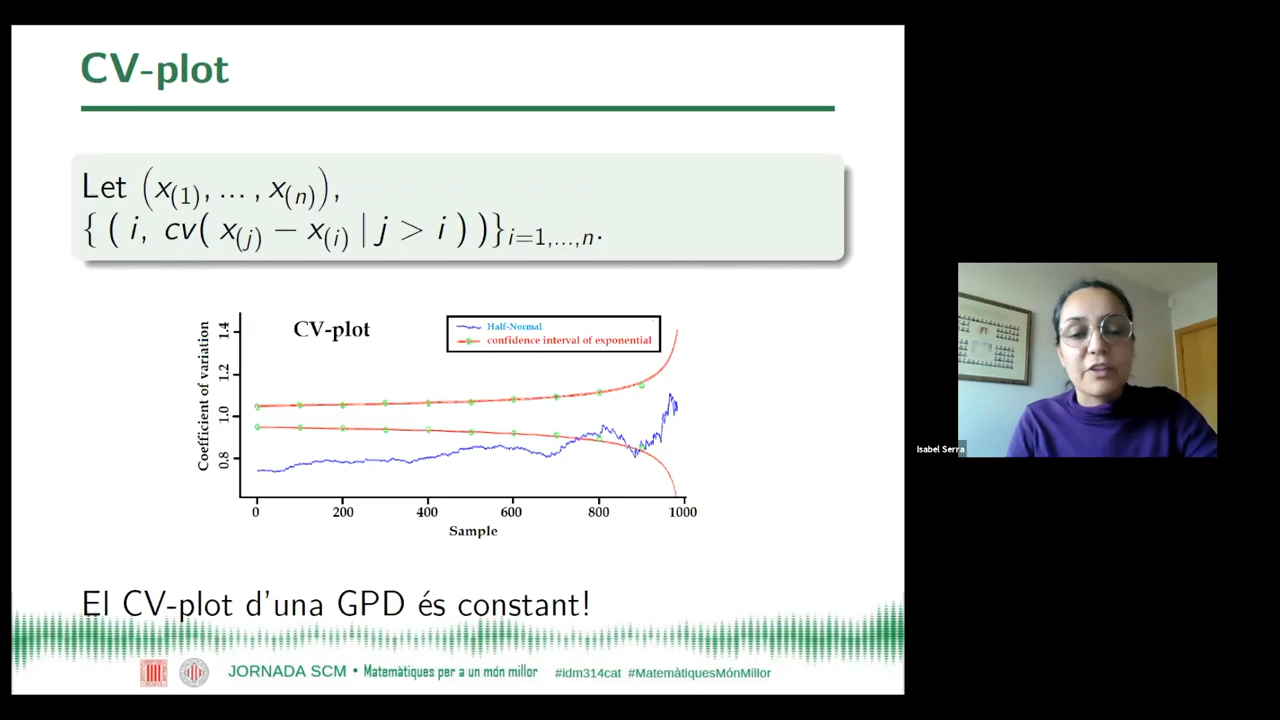 CV-plot
Let (x(1), … , x(n)),
{ ( i, cv( x(j) − x(i) | j > i ) )}i=1,…,n.
CV-plot
Half-Normal
confidence interval of exponential
Coefficient of variation
0.8 1.0 1.2 1.4
0 200 400 600 800 1000
Sample
El CV-plot d'una GPD és constant!
JORNADA SCM • Matemàtiques per a un món millor #idm314cat #MatemàtiquesMónMillor
Isabel Serra